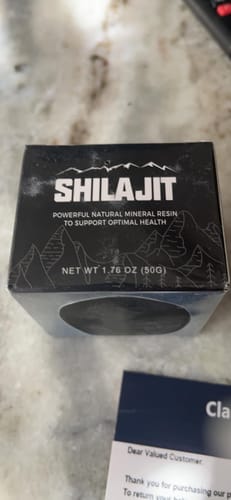 SHILAJIT
POWERFUL NATURAL MINERAL RESIN
TO SUPPORT OPTIMAL HEALTH
NET WT 1.76 OZ (50G)
Cla
Dear Valued Customer,
Thank you for purchasing our p
To return your